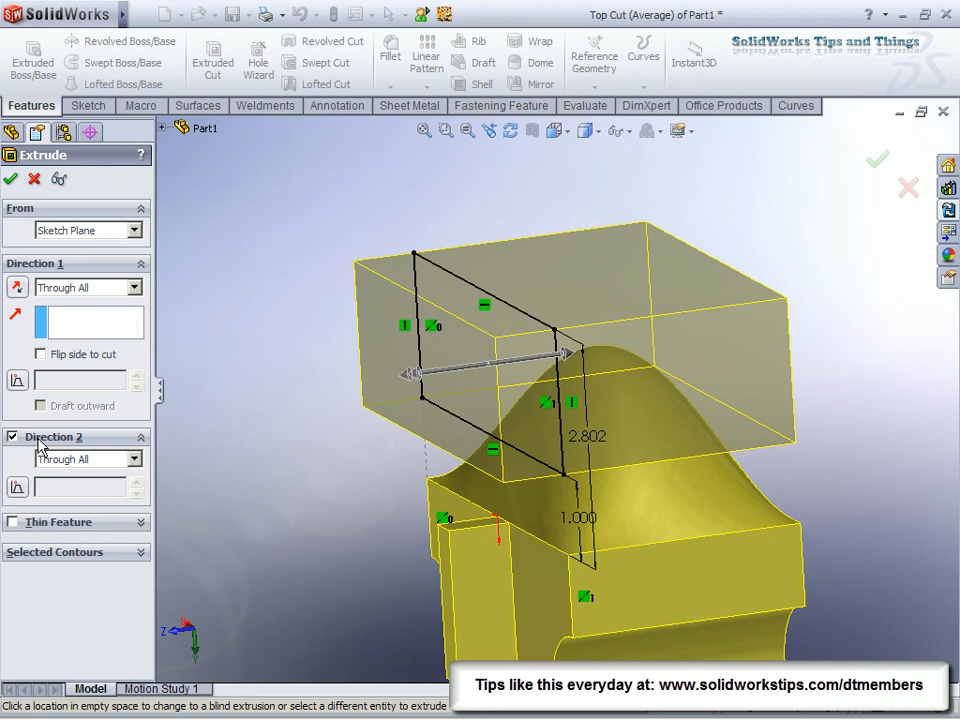 SolidWorks
Top Cut (Average) of Part1 *
?
Extruded Boss/Base
Revolved Boss/Base
Swept Boss/Base
Lofted Boss/Base
Extruded Cut
Hole Wizard
Revolved Cut
Swept Cut
Lofted Cut
Fillet
Linear Pattern
Rib
Draft
Shell
Wrap
Dome
Mirror
Reference Geometry
Curves
Instant3D
SolidWorks Tips and Things
Features
Sketch
Macro
Surfaces
Weldments
Annotation
Sheet Metal
Fastening Feature
Evaluate
DimXpert
Office Products
Curves
Part1
Extrude
?
From
Sketch Plane
Direction 1
Through All
Flip side to cut
Draft outward
Direction 2
Through All
Thin Feature
Selected Contours
0
1
2.802
1.000
0
1
Z
X
Y
Model
Motion Study 1
Click a location in empty space to change to a blind extrusion or select a different entity to extrude
Tips like this everyday at: www.solidworkstips.com/dtmembers